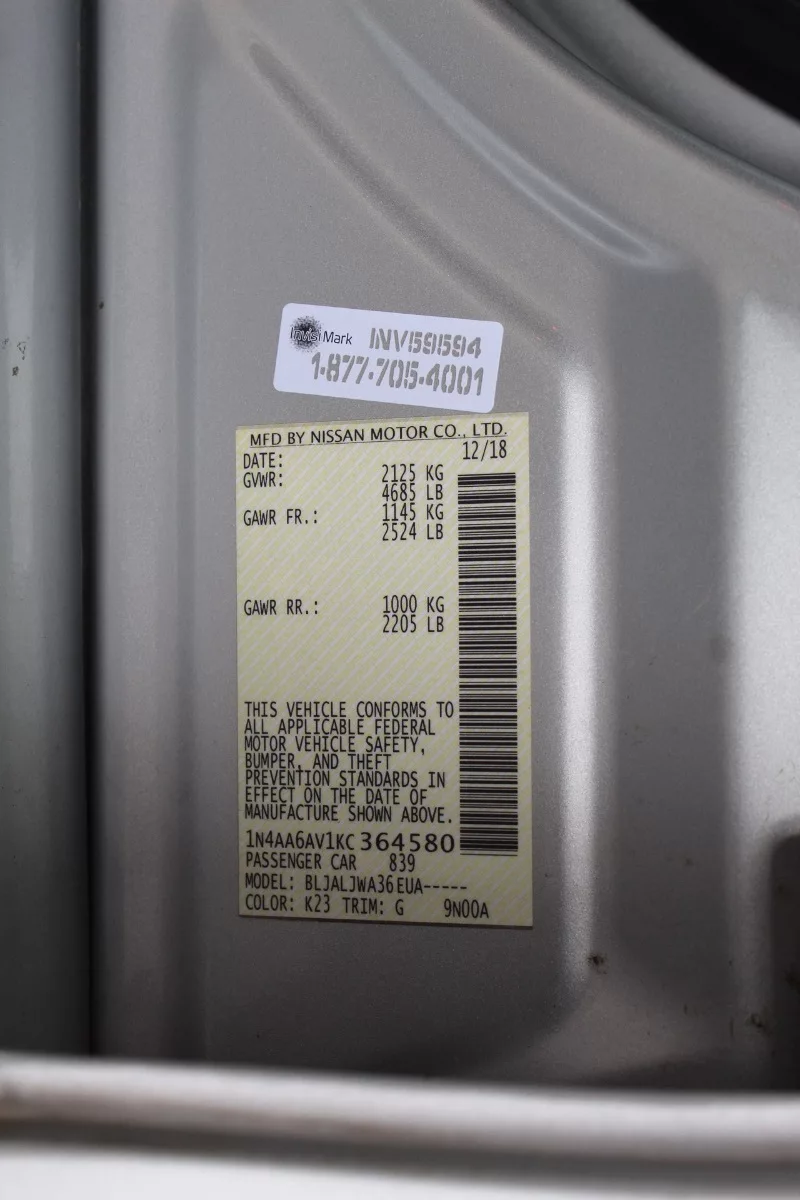 InvisiMark INV59594
1-877-705-4001
MFD BY NISSAN MOTOR CO., LTD.
DATE: 12/18
GVWR: 2125 KG
4685 LB
GAWR FR.: 1145 KG
2524 LB
GAWR RR.: 1000 KG
2205 LB
THIS VEHICLE CONFORMS TO
ALL APPLICABLE FEDERAL
MOTOR VEHICLE SAFETY,
BUMPER, AND THEFT
PREVENTION STANDARDS IN
EFFECT ON THE DATE OF
MANUFACTURE SHOWN ABOVE.
1N4AA6AV1KC364580
PASSENGER CAR 839
MODEL: BLJALJWA36EUA-----
COLOR: K23 TRIM: G 9N00A